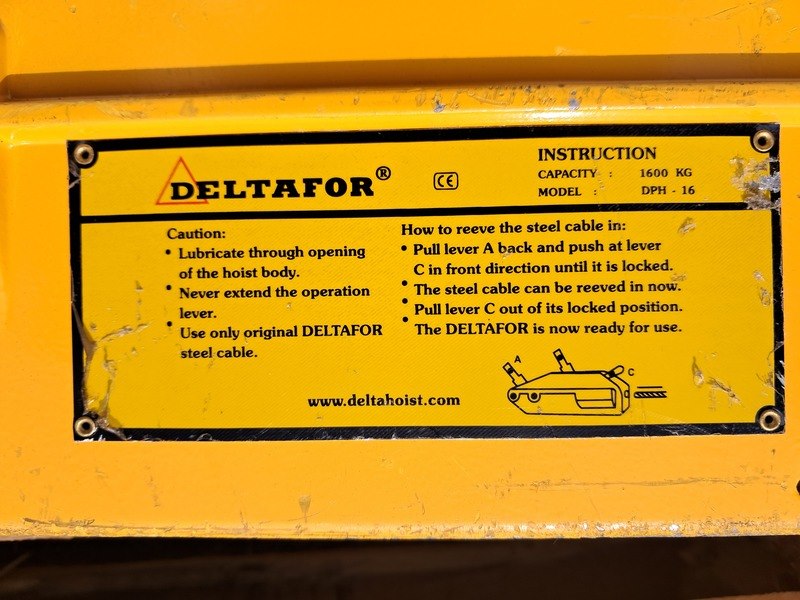 DELTAFOR®
CE
INSTRUCTION
CAPACITY : 1600 KG
MODEL : DPH - 16
Caution:
• Lubricate through opening
of the hoist body.
• Never extend the operation
lever.
• Use only original DELTAFOR
steel cable.
How to reeve the steel cable in:
• Pull lever A back and push at lever
C in front direction until it is locked.
• The steel cable can be reeved in now.
• Pull lever C out of its locked position.
• The DELTAFOR is now ready for use.
A
C
www.deltahoist.com